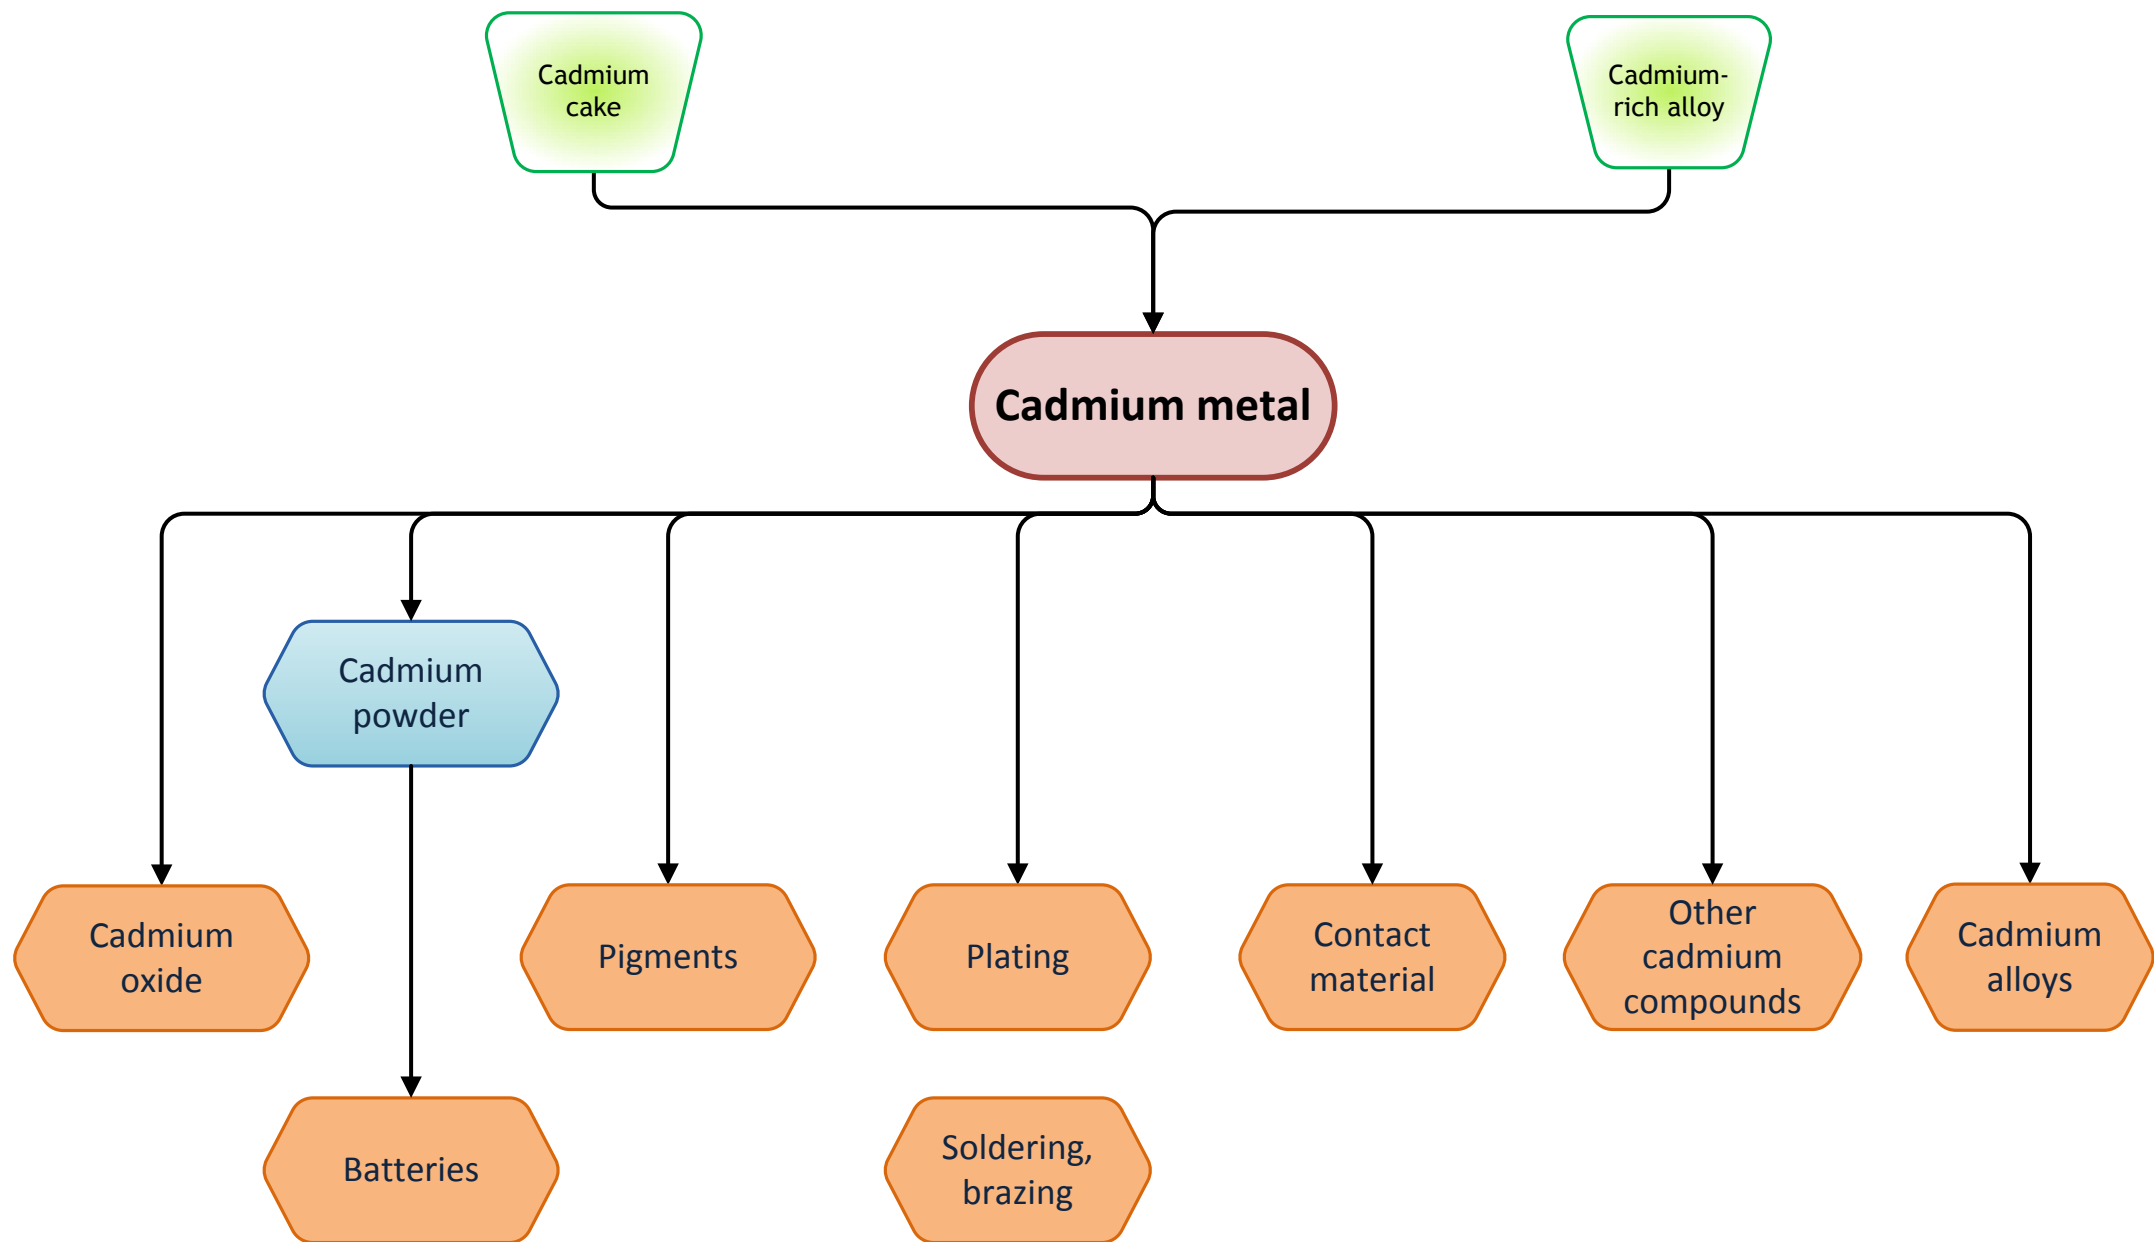 Cadmium
cake
Cadmium-
rich alloy
Cadmium metal
Cadmium
powder
Cadmium
oxide
Pigments
Plating
Contact
material
Other
cadmium
compounds
Cadmium
alloys
Batteries
Soldering,
brazing